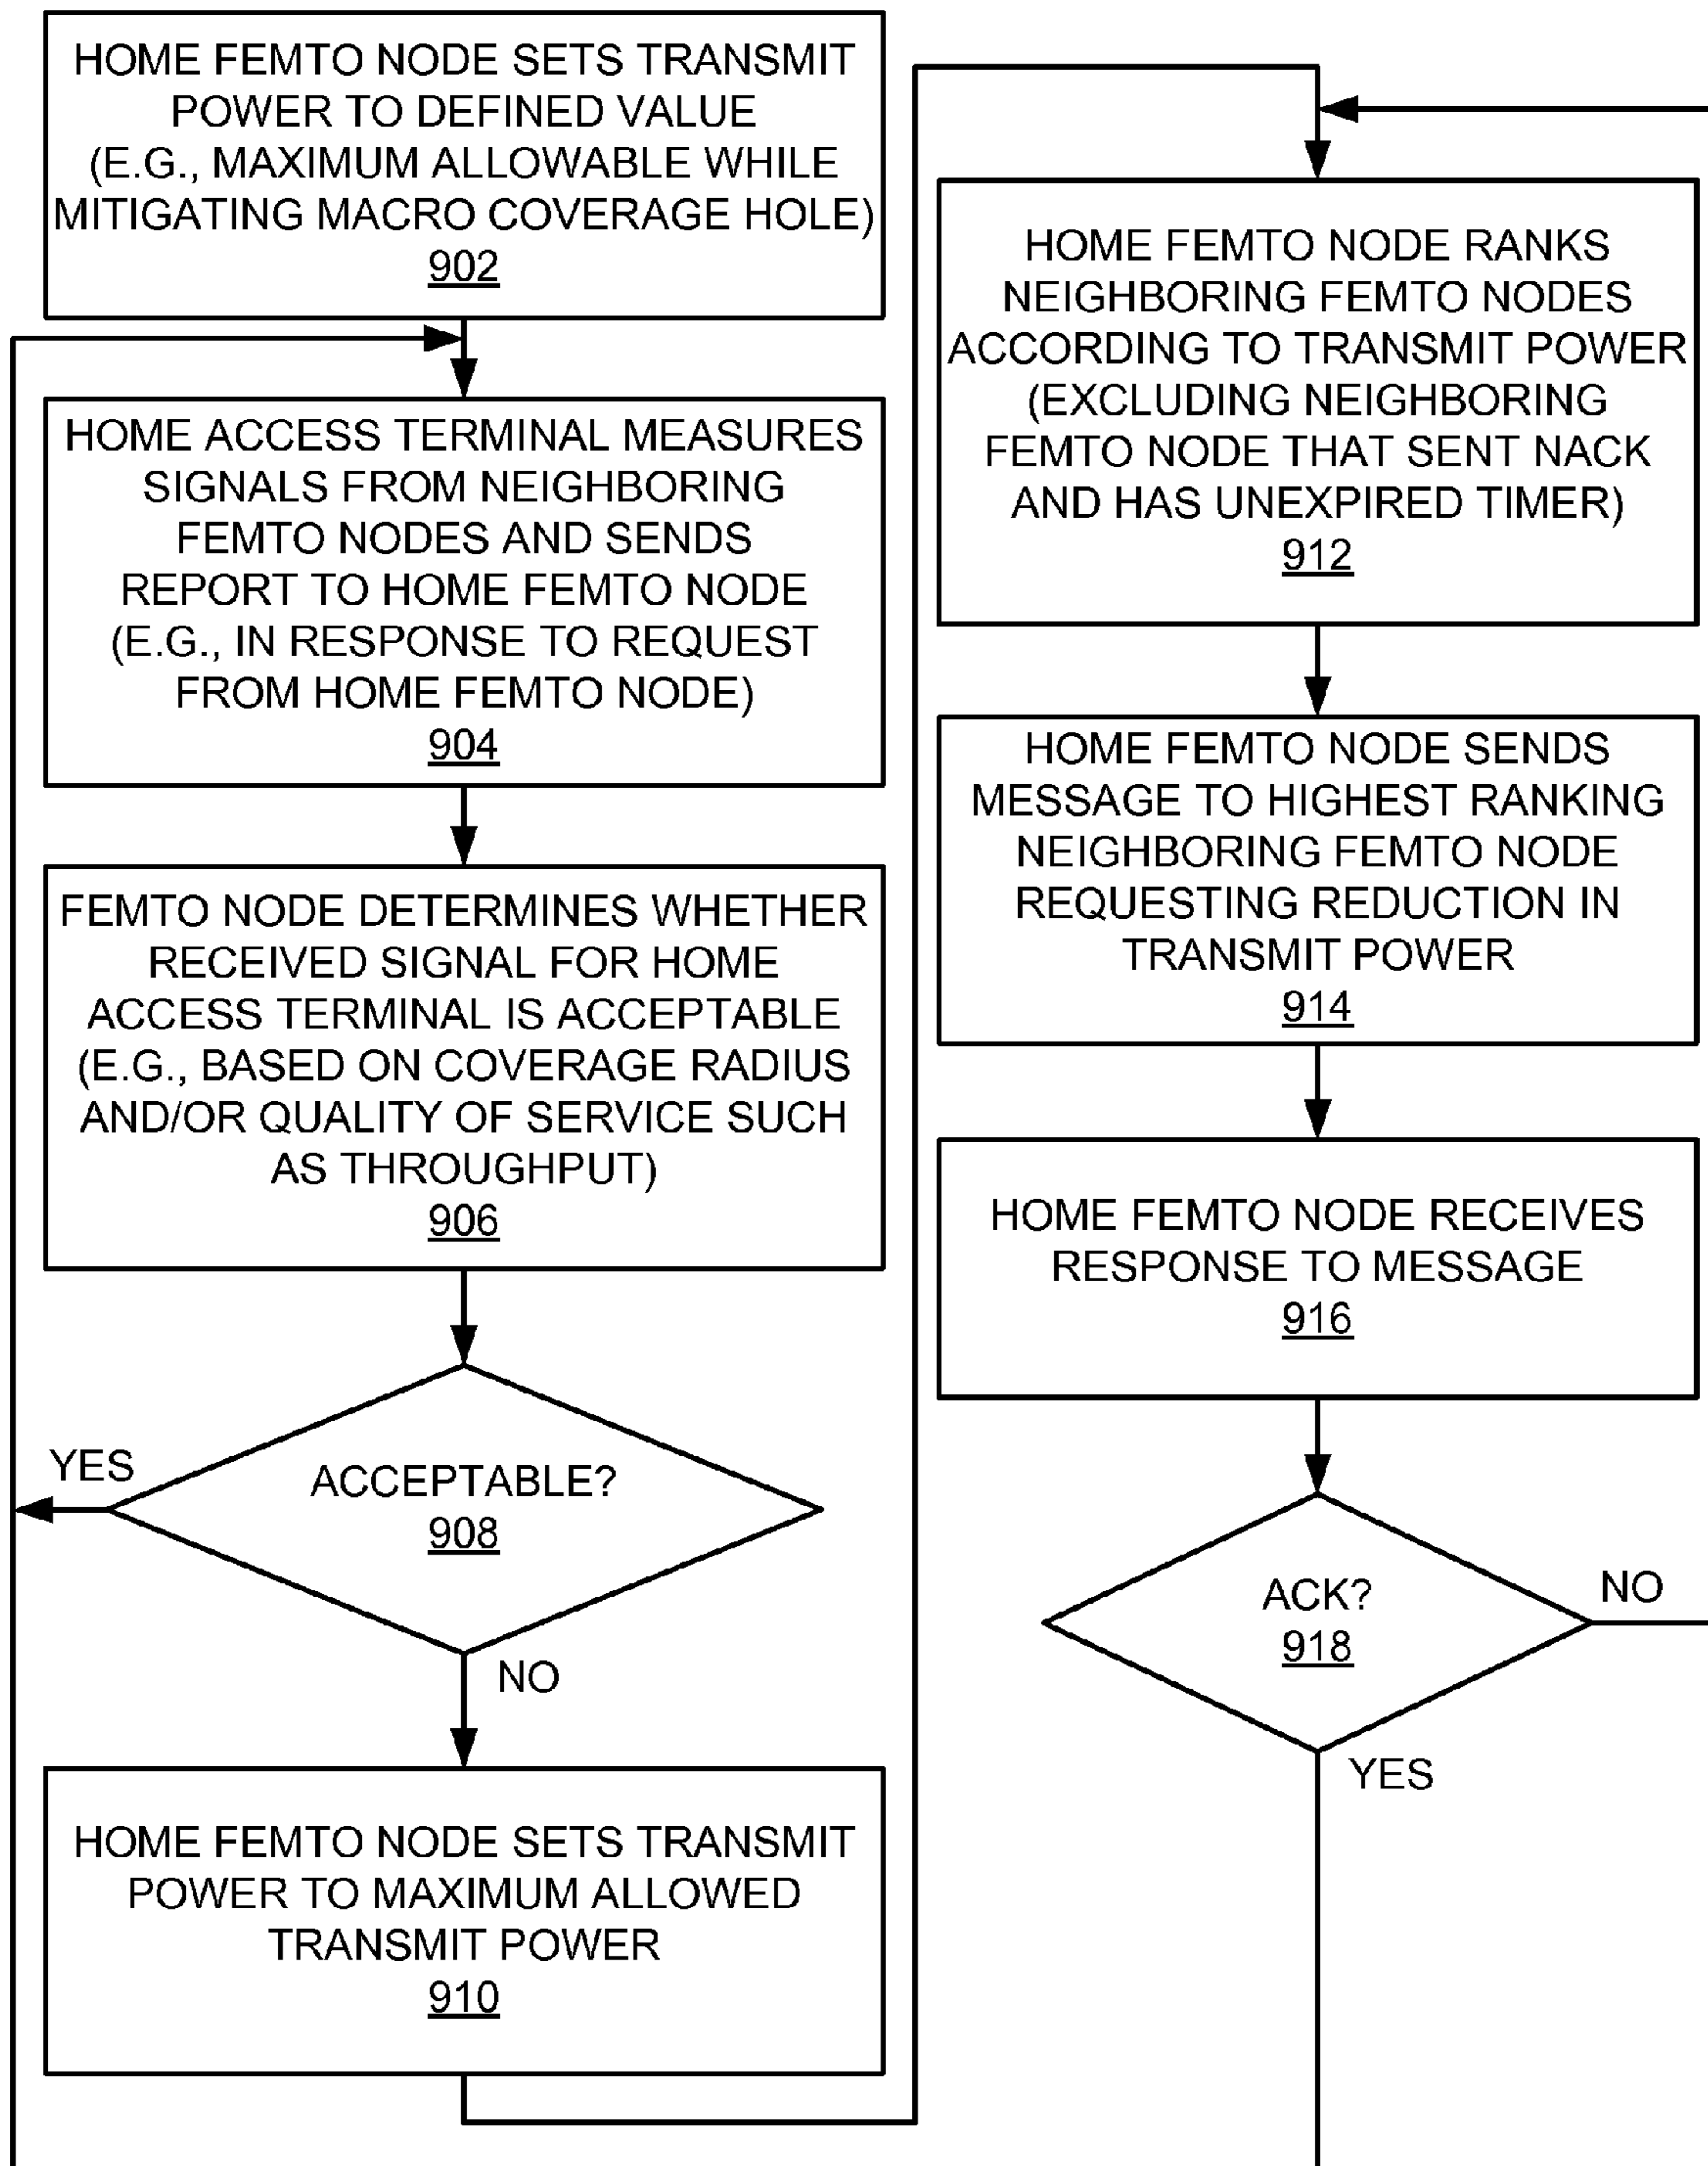 HOME FEMTO NODE SETS TRANSMIT
POWER TO DEFINED VALUE
(E.G., MAXIMUM ALLOWABLE WHILE
MITIGATING MACRO COVERAGE HOLE)
902
HOME ACCESS TERMINAL MEASURES
SIGNALS FROM NEIGHBORING
FEMTO NODES AND SENDS
REPORT TO HOME FEMTO NODE
(E.G., IN RESPONSE TO REQUEST
FROM HOME FEMTO NODE)
904
FEMTO NODE DETERMINES WHETHER
RECEIVED SIGNAL FOR HOME
ACCESS TERMINAL IS ACCEPTABLE
(E.G., BASED ON COVERAGE RADIUS
AND/OR QUALITY OF SERVICE SUCH
AS THROUGHPUT)
906
YES
ACCEPTABLE?
908
NO
HOME FEMTO NODE SETS TRANSMIT
POWER TO MAXIMUM ALLOWED
TRANSMIT POWER
910
HOME FEMTO NODE RANKS
NEIGHBORING FEMTO NODES
ACCORDING TO TRANSMIT POWER
(EXCLUDING NEIGHBORING
FEMTO NODE THAT SENT NACK
AND HAS UNEXPIRED TIMER)
912
HOME FEMTO NODE SENDS
MESSAGE TO HIGHEST RANKING
NEIGHBORING FEMTO NODE
REQUESTING REDUCTION IN
TRANSMIT POWER
914
HOME FEMTO NODE RECEIVES
RESPONSE TO MESSAGE
916
ACK?
918
NO
YES